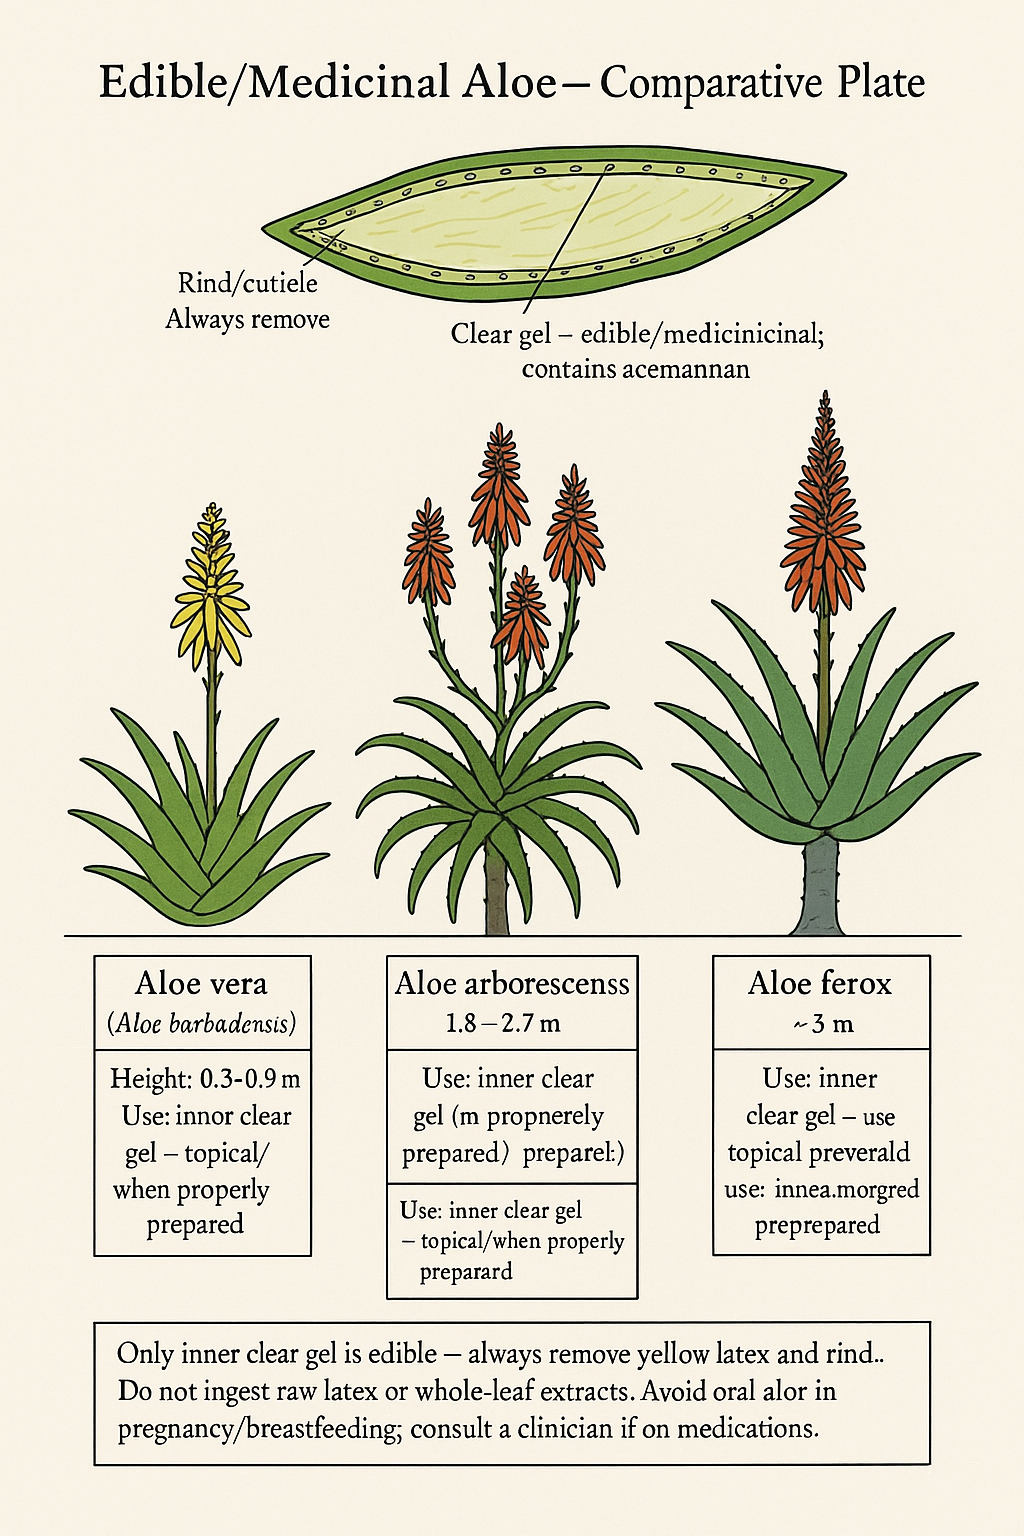 Edible/Medicinal Aloe – Comparative Plate
Rind/cutiele
Always remove
Clear gel – edible/medicinicinal;
contains acemannan
Aloe vera
(Aloe barbadensis)
Height: 0.3-0.9 m
Use: innor clear
gel – topical/
when properly
prepared
Aloe arborescenss
1.8 – 2.7 m
Use: inner clear
gel (m propnerely
prepared) preparel:)
Use: inner clear gel
– topical/when properly
preparard
Aloe ferox
~3 m
Use: inner
clear gel – use
topical preverald
use: innea.morgred
preprepared
Only inner clear gel is edible – always remove yellow latex and rind..
Do not ingest raw latex or whole-leaf extracts. Avoid oral alor in
pregnancy/breastfeeding; consult a clinician if on medications.